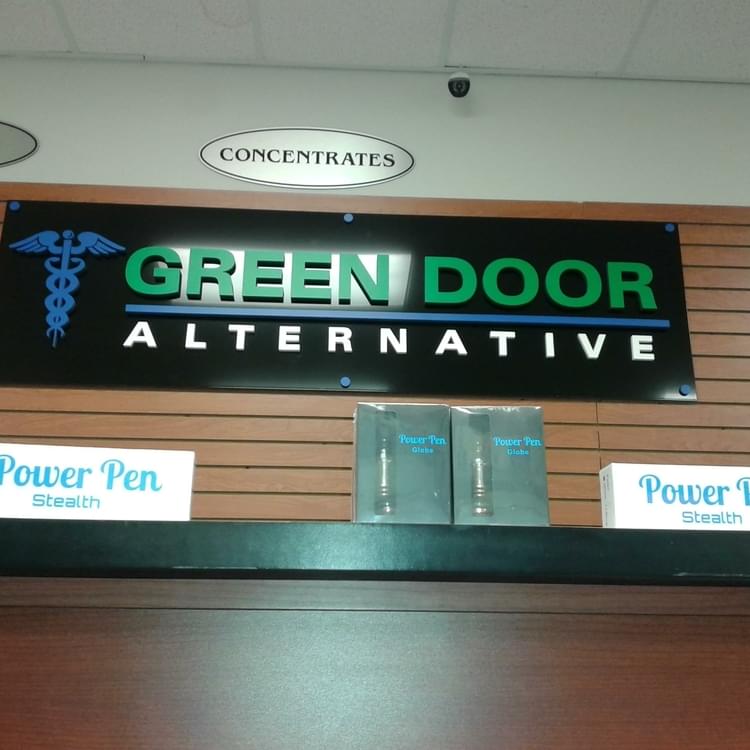 CONCENTRATES
GREEN DOOR
ALTERNATIVE
Power Pen
Globe
Power Pen
Globe
Power Pen
Stealth
Power P
Stealth